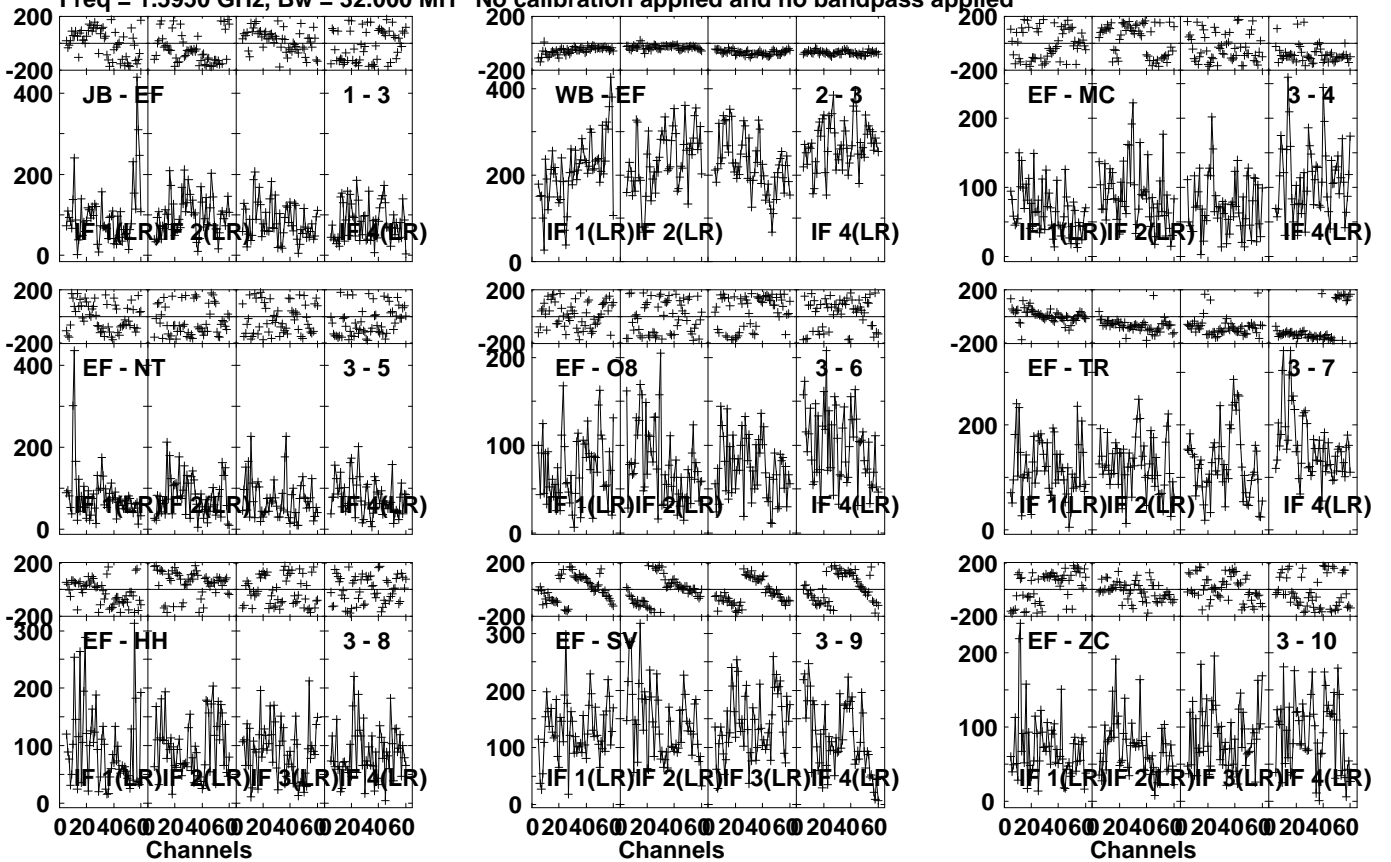 Freq = 1.5950 GHz, Bw = 32.000 MH No calibration applied and no bandpass applied
200
-200
400
200
0
JB - EF
1 - 3
IF 1(LR)
IF 2(LR)
IF 4(LR)
200
-200
400
200
0
WB - EF
2 - 3
IF 1(LR)
IF 2(LR)
IF 4(LR)
200
-200
200
100
0
EF - MC
3 - 4
IF 1(LR)
IF 2(LR)
IF 4(LR)
200
-200
400
200
0
EF - NT
3 - 5
IF 1(LR)
IF 2(LR)
IF 4(LR)
200
-200
200
100
0
EF - O8
3 - 6
IF 1(LR)
IF 2(LR)
IF 4(LR)
200
-200
200
0
EF - TR
3 - 7
IF 1(LR)
IF 2(LR)
IF 4(LR)
200
-200
300
200
100
0
EF - HH
3 - 8
IF 1(LR)
IF 2(LR)
IF 3(LR)
IF 4(LR)
0 20 40 60 0 20 40 60 0 20 40 60 0 20 40 60
Channels
200
-200
300
200
100
0
EF - SV
3 - 9
IF 1(LR)
IF 2(LR)
IF 3(LR)
IF 4(LR)
0 20 40 60 0 20 40 60 0 20 40 60 0 20 40 60
Channels
200
-200
200
100
0
EF - ZC
3 - 10
IF 1(LR)
IF 2(LR)
IF 3(LR)
IF 4(LR)
0 20 40 60 0 20 40 60 0 20 40 60 0 20 40 60
Channels